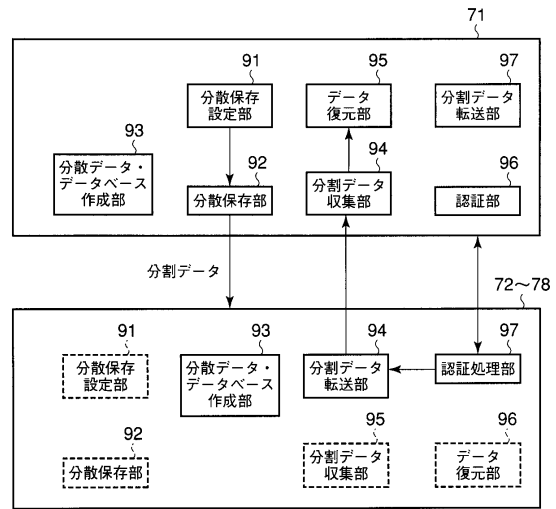 71
91
分散保存
設定部
95
データ
復元部
97
分割データ
転送部
93
分散データ・
データベース
作成部
92
分散保存部
94
分割データ
収集部
96
認証部
分割データ
72～78
91
分散保存
設定部
93
分散データ・
データベース
作成部
94
分割データ
転送部
97
認証処理部
92
分散保存部
95
分割データ
収集部
96
データ
復元部